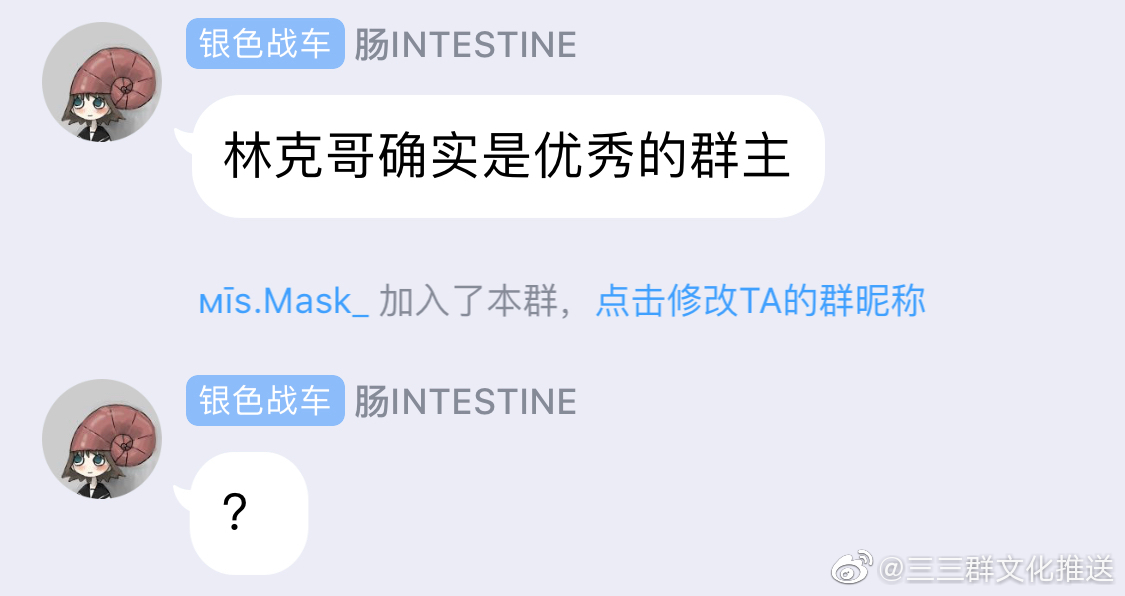 银色战车 肠INTESTINE
林克哥确实是优秀的群主
мīs.Mask_ 加入了本群，点击修改TA的群昵称
银色战车 肠INTESTINE
?
@三三群文化推送